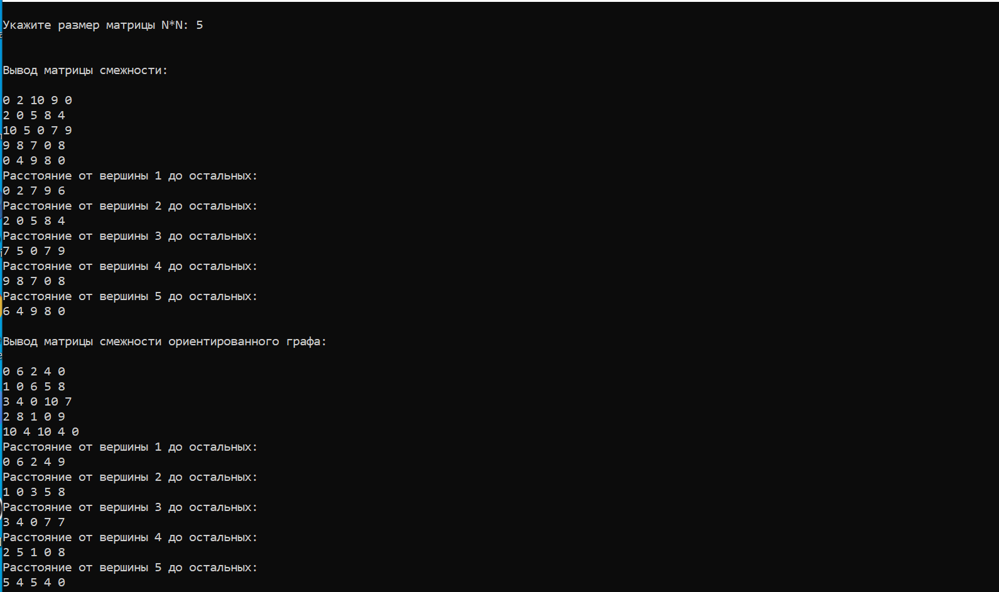 Укажите размер матрицы N*N: 5
Вывод матрицы смежности:
0 2 10 9 0
2 0 5 8 4
10 5 0 7 9
9 8 7 0 8
0 4 9 8 0
Расстояние от вершины 1 до остальных:
0 2 7 9 6
Расстояние от вершины 2 до остальных:
2 0 5 8 4
Расстояние от вершины 3 до остальных:
7 5 0 7 9
Расстояние от вершины 4 до остальных:
9 8 7 0 8
Расстояние от вершины 5 до остальных:
6 4 9 8 0
Вывод матрицы смежности ориентированного графа:
0 6 2 4 0
1 0 6 5 8
3 4 0 10 7
2 8 1 0 9
10 4 10 4 0
Расстояние от вершины 1 до остальных:
0 6 2 4 9
Расстояние от вершины 2 до остальных:
1 0 3 5 8
Расстояние от вершины 3 до остальных:
3 4 0 7 7
Расстояние от вершины 4 до остальных:
2 5 1 0 8
Расстояние от вершины 5 до остальных:
5 4 5 4 0